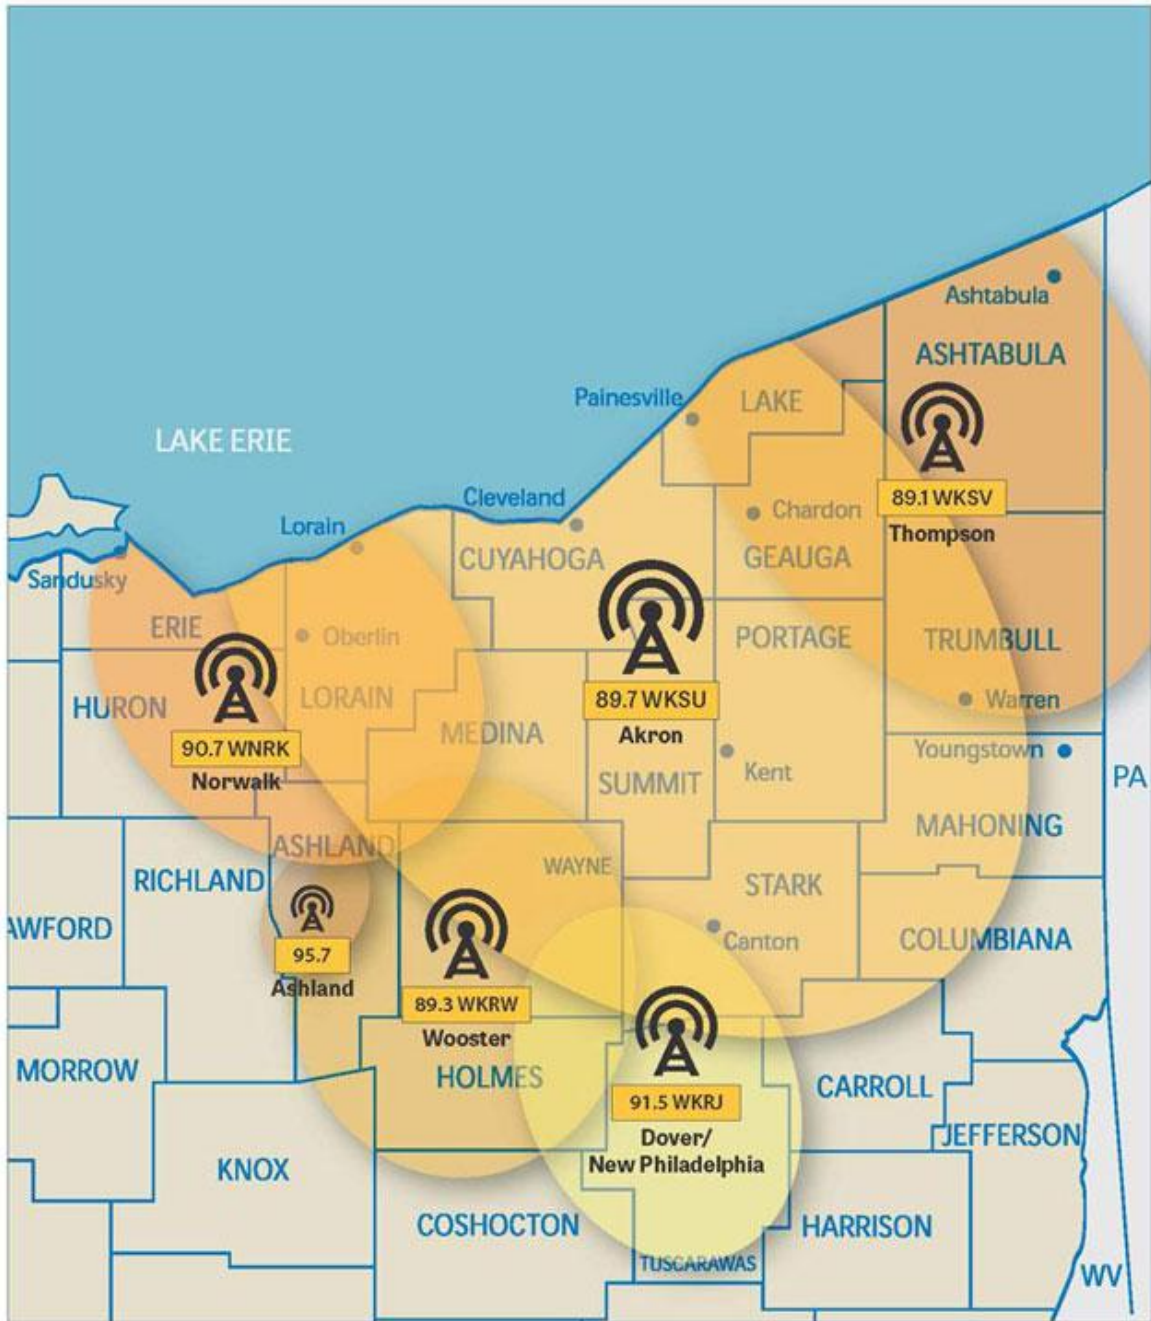 Ashtabula
ASHTABULA
Painesville
LAKE
LAKE ERIE
89.1 WKSV
Thompson
Cleveland
Chardon
Lorain
CUYAHOGA
GEAUGA
Sandusky
ERIE
Oberlin
PORTAGE
TRUMBULL
HURON
LORAIN
89.7 WKSU
Akron
Warren
90.7 WNRK
Norwalk
MEDINA
Kent
Youngstown
SUMMIT
PA
ASHLAND
MAHONING
WAYNE
RICHLAND
STARK
AWFORD
95.7
Ashland
Canton
COLUMBIANA
89.3 WKRW
Wooster
MORROW
HOLMES
CARROLL
91.5 WKRJ
Dover/
New Philadelphia
JEFFERSON
KNOX
COSHOCTON
HARRISON
TUSCARAWAS
WV